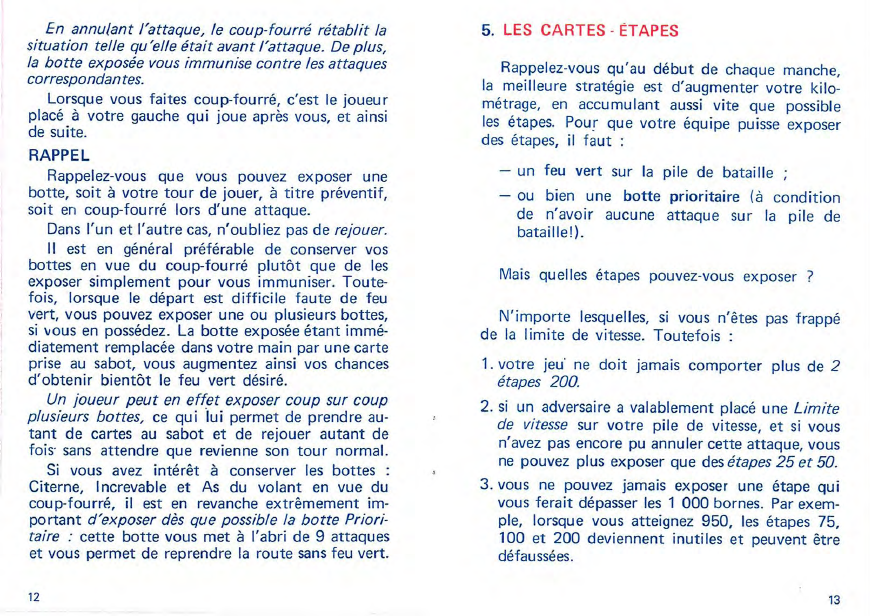 En annulant l'attaque, le coup-fourré rétablit la
situation telle qu'elle était avant l'attaque. De plus,
la botte exposée vous immunise contre les attaques
correspondantes.
Lorsque vous faites coup-fourré, c'est le joueur
placé à votre gauche qui joue après vous, et ainsi
de suite.
RAPPEL
Rappelez-vous que vous pouvez exposer une
botte, soit à votre tour de jouer, à titre préventif,
soit en coup-fourré lors d'une attaque.
Dans l'un et l'autre cas, n'oubliez pas de rejouer.
Il est en général préférable de conserver vos
bottes en vue du coup-fourré plutôt que de les
exposer simplement pour vous immuniser. Toute-
fois, lorsque le départ est difficile faute de feu
vert, vous pouvez exposer une ou plusieurs bottes,
si vous en possédez. La botte exposée étant immé-
diatement remplacée dans votre main par une carte
prise au sabot, vous augmentez ainsi vos chances
d'obtenir bientôt le feu vert désiré.
Un joueur peut en effet exposer coup sur coup
plusieurs bottes, ce qui lui permet de prendre au-
tant de cartes au sabot et de rejouer autant de
fois sans attendre que revienne son tour normal.
Si vous avez intérêt à conserver les bottes :
Citerne, Increvable et As du volant en vue du
coup-fourré, il est en revanche extrêmement im-
portant d'exposer dès que possible la botte Priori-
taire : cette botte vous met à l'abri de 9 attaques
et vous permet de reprendre la route sans feu vert.
12
5. LES CARTES - ÉTAPES
Rappelez-vous qu'au début de chaque manche,
la meilleure stratégie est d'augmenter votre kilo-
métrage, en accumulant aussi vite que possible
les étapes. Pour que votre équipe puisse exposer
des étapes, il faut :
— un feu vert sur la pile de bataille ;
— ou bien une botte prioritaire (à condition
de n'avoir aucune attaque sur la pile de
bataille!).
Mais quelles étapes pouvez-vous exposer ?
N'importe lesquelles, si vous n'êtes pas frappé
de la limite de vitesse. Toutefois :
1. votre jeu ne doit jamais comporter plus de 2
étapes 200.
2. si un adversaire a valablement placé une Limite
de vitesse sur votre pile de vitesse, et si vous
n'avez pas encore pu annuler cette attaque, vous
ne pouvez plus exposer que des étapes 25 et 50.
3. vous ne pouvez jamais exposer une étape qui
vous ferait dépasser les 1 000 bornes. Par exem-
ple, lorsque vous atteignez 950, les étapes 75,
100 et 200 deviennent inutiles et peuvent être
défaussées.
13